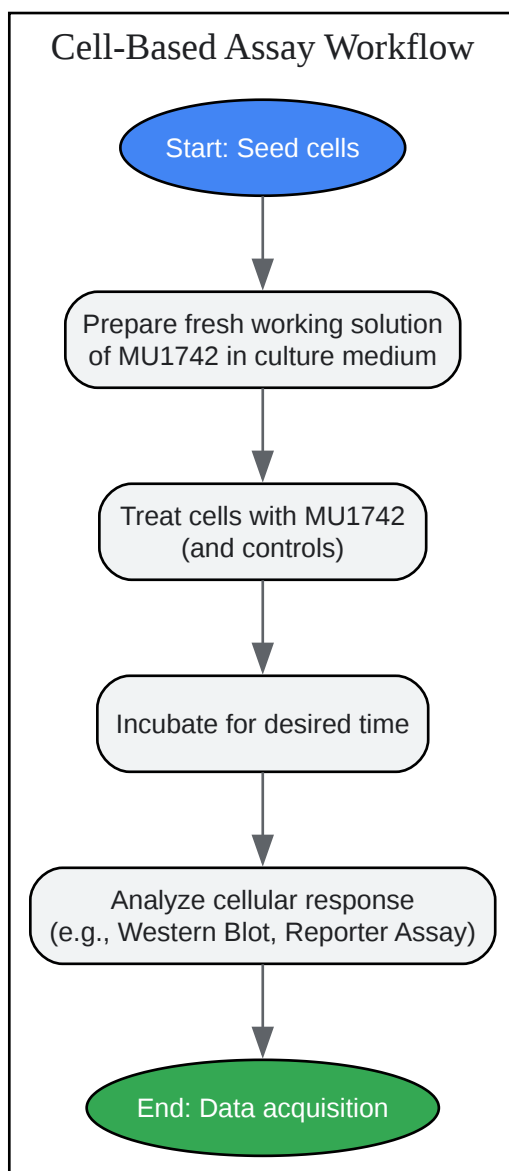 Cell-Based Assay Workflow
Start: Seed cells
Prepare fresh working solution
of MU1742 in culture medium
Treat cells with MU1742
(and controls)
Incubate for desired time
Analyze cellular response
(e.g., Western Blot, Reporter Assay)
End: Data acquisition